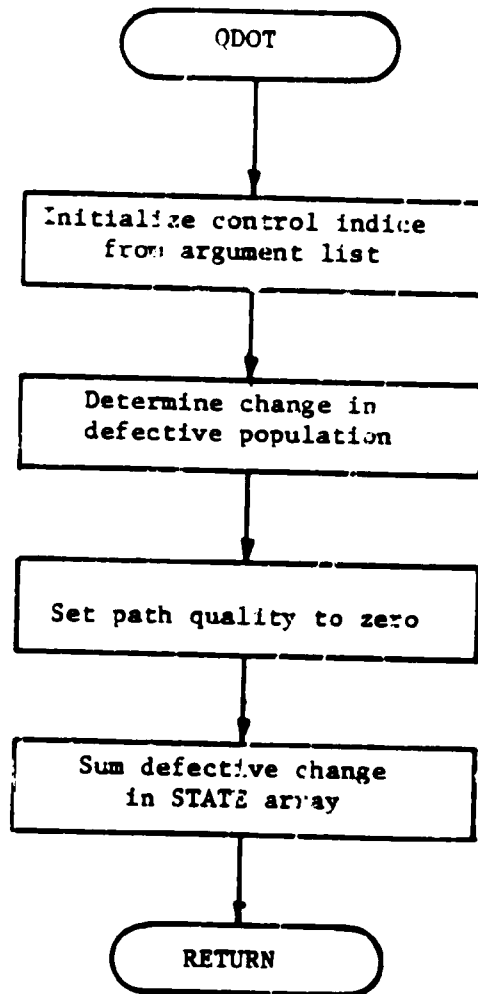 QDOT
Initialize control indice
from argument list
Determine change in
defective population
Set path quality to zero
Sum defective change
in STATE array
RETURN